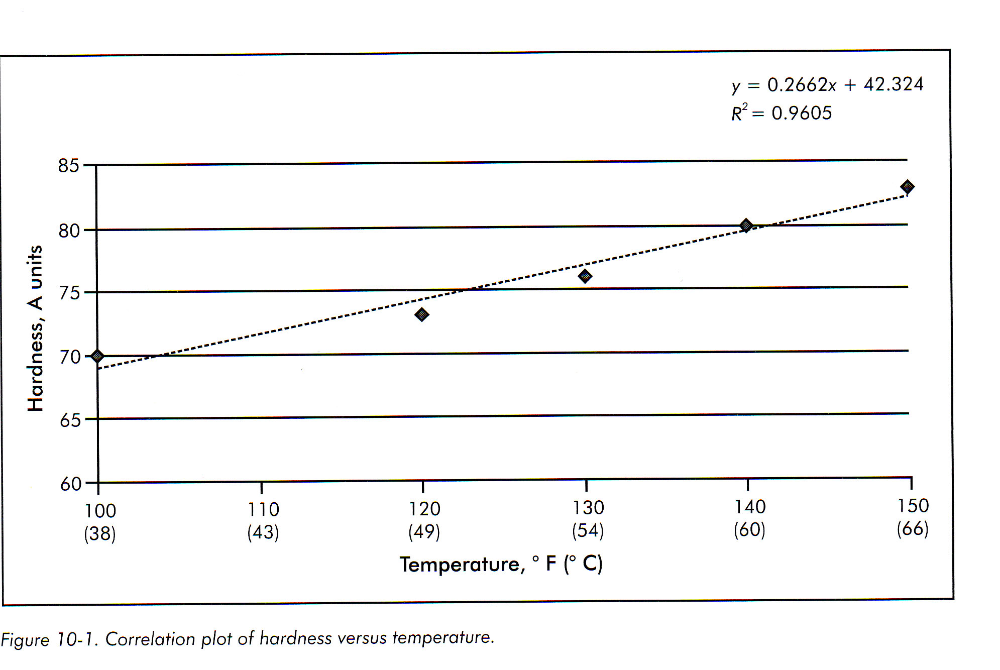 y = 0.2662x + 42.324
R² = 0.9605
85
80
75
70
65
60
Hardness, A units
100 110 120 130 140 150
(38) (43) (49) (54) (60) (66)
Temperature, ° F (° C)
Figure 10-1. Correlation plot of hardness versus temperature.